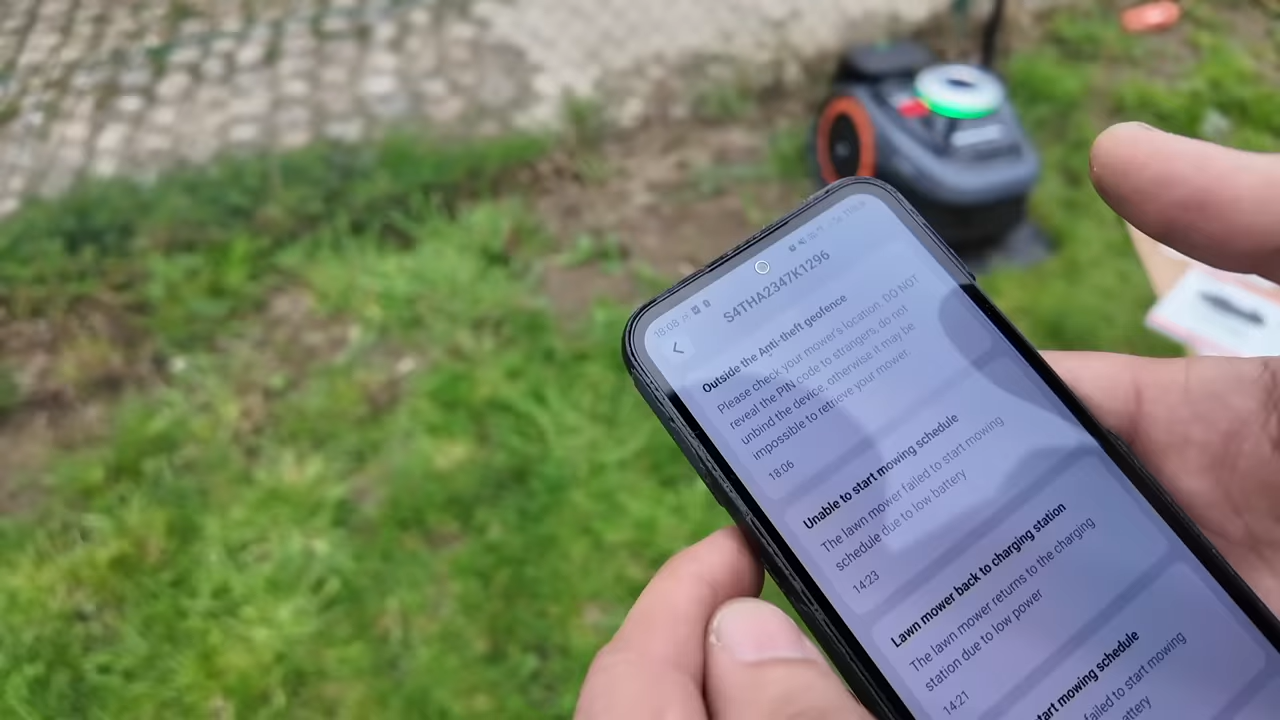 18:08
S4THA2347K1296
Outside the Anti-theft geofence
Please check your mower's location. DO NOT
reveal the PIN code to strangers, do not
unbind the device, otherwise it may be
impossible to retrieve your mower.
18:06
Unable to start mowing schedule
The lawn mower failed to start mowing
schedule due to low battery
14:23
Lawn mower back to charging station
The lawn mower returns to the charging
station due to low power
14:21
start mowing schedule
failed to start mowing
battery